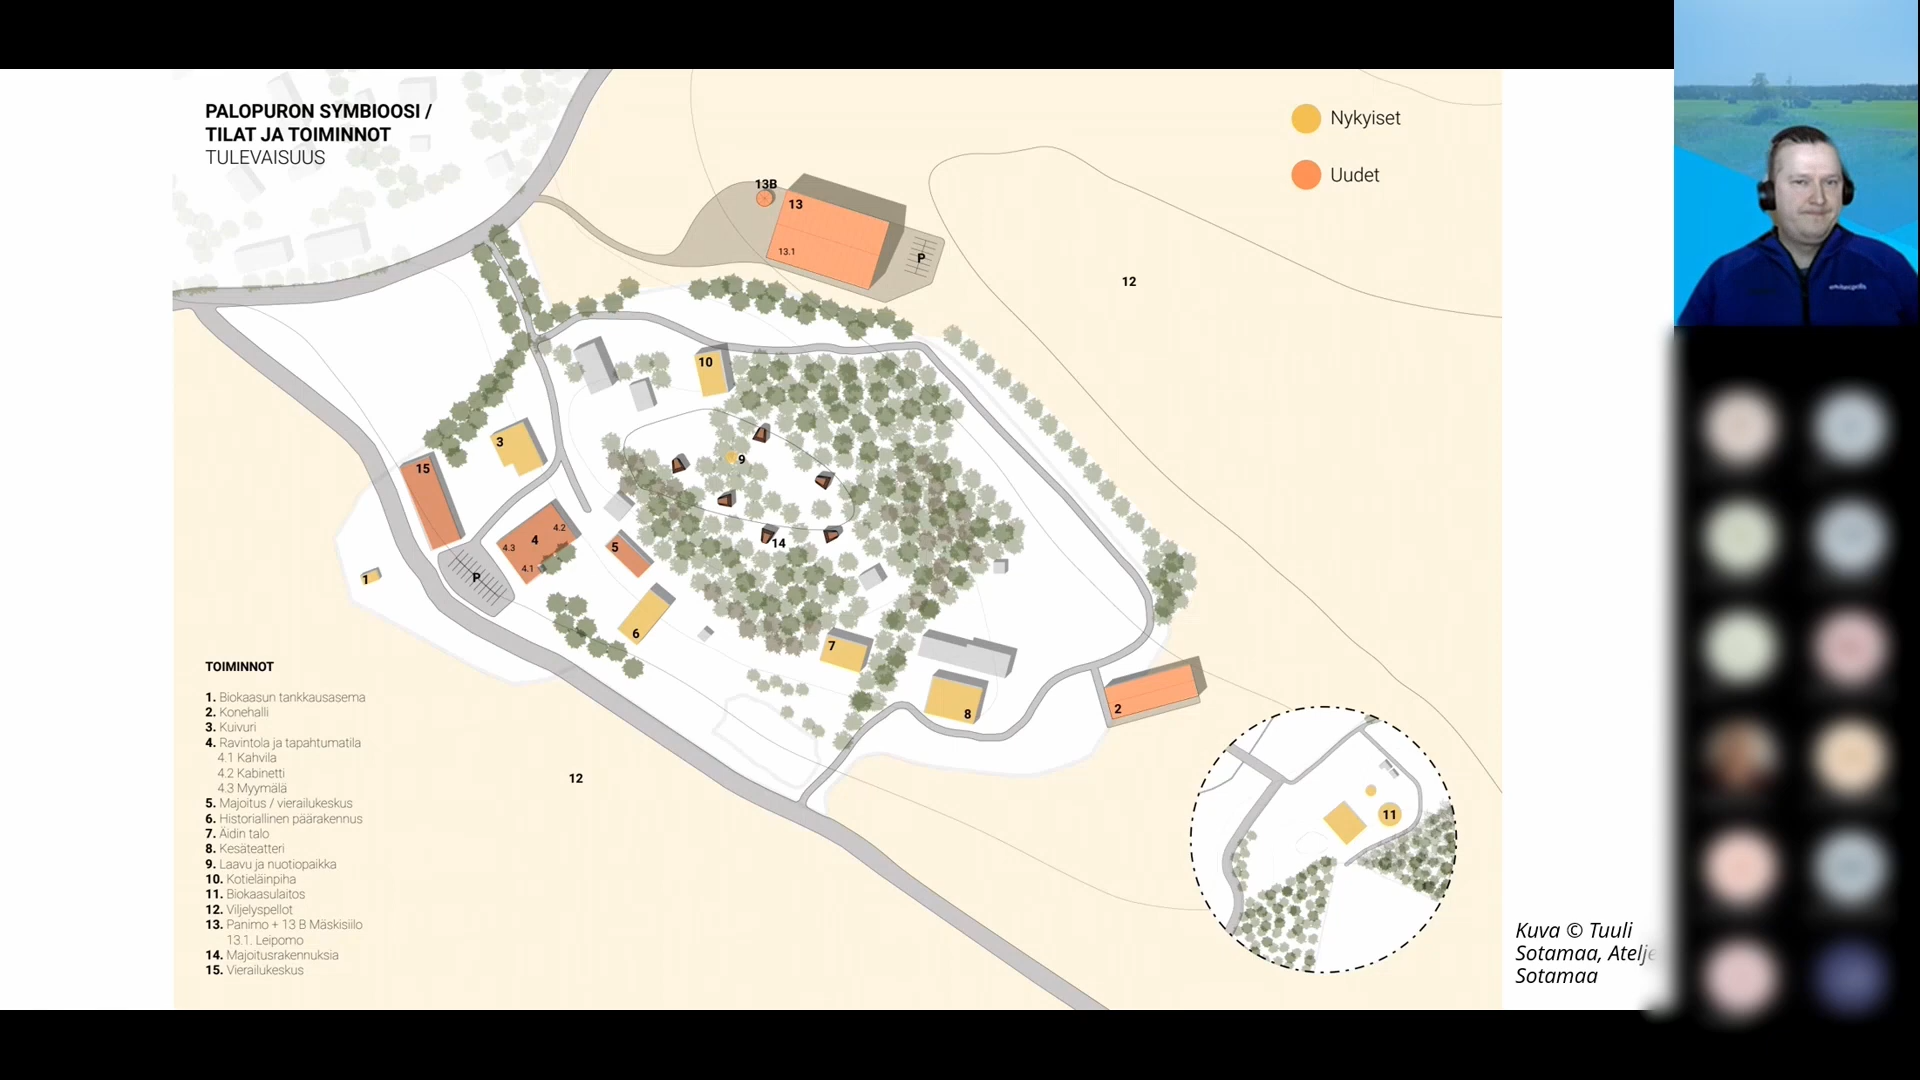 PALOPURON SYMBIOOSI /
TILAT JA TOIMINNOT
TULEVAISUUS
Nykyiset
Uudet
13B
13
13.1
P
12
10
3
15
9
4.2
4
4.3
4.1
5
14
1
P
6
7
8
2
12
11
TOIMINNOT
1. Biokaasun tankkausasema
2. Konehalli
3. Kuivuri
4. Ravintola ja tapahtumatila
4.1 Kahvila
4.2 Kabinetti
4.3 Myymälä
5. Majoitus / vierailukeskus
6. Historiallinen päärakennus
7. Äidin talo
8. Kesäteatteri
9. Laavu ja nuotiopaikka
10. Kotieläinpiha
11. Biokaasulaitos
12. Viljelyspellot
13. Panimo + 13 B Mäskisiilo
13.1. Leipomo
14. Majoitusrakennuksia
15. Vierailukeskus
Kuva © Tuuli
Sotamaa, Atelje
Sotamaa